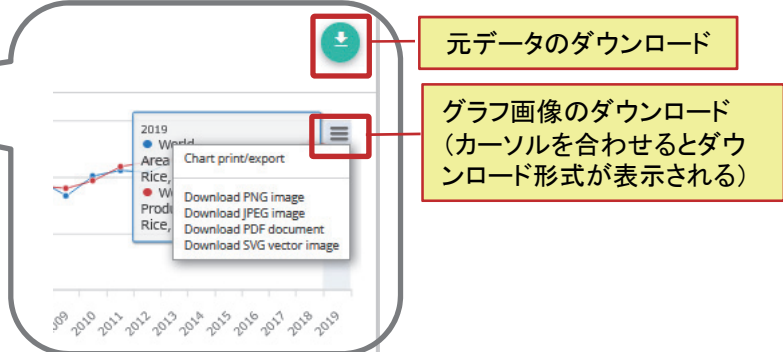 元データのダウンロード
グラフ画像のダウンロード
（カーソルを合わせるとダウ
ンロード形式が表示される）
2019
World
Area
Rice,
Produ
Rice,
Chart print/export
Download PNG image
Download JPEG image
Download PDF document
Download SVG vector image
2010
2011
2012
2013
2014
2015
2016
2017
2018
2019